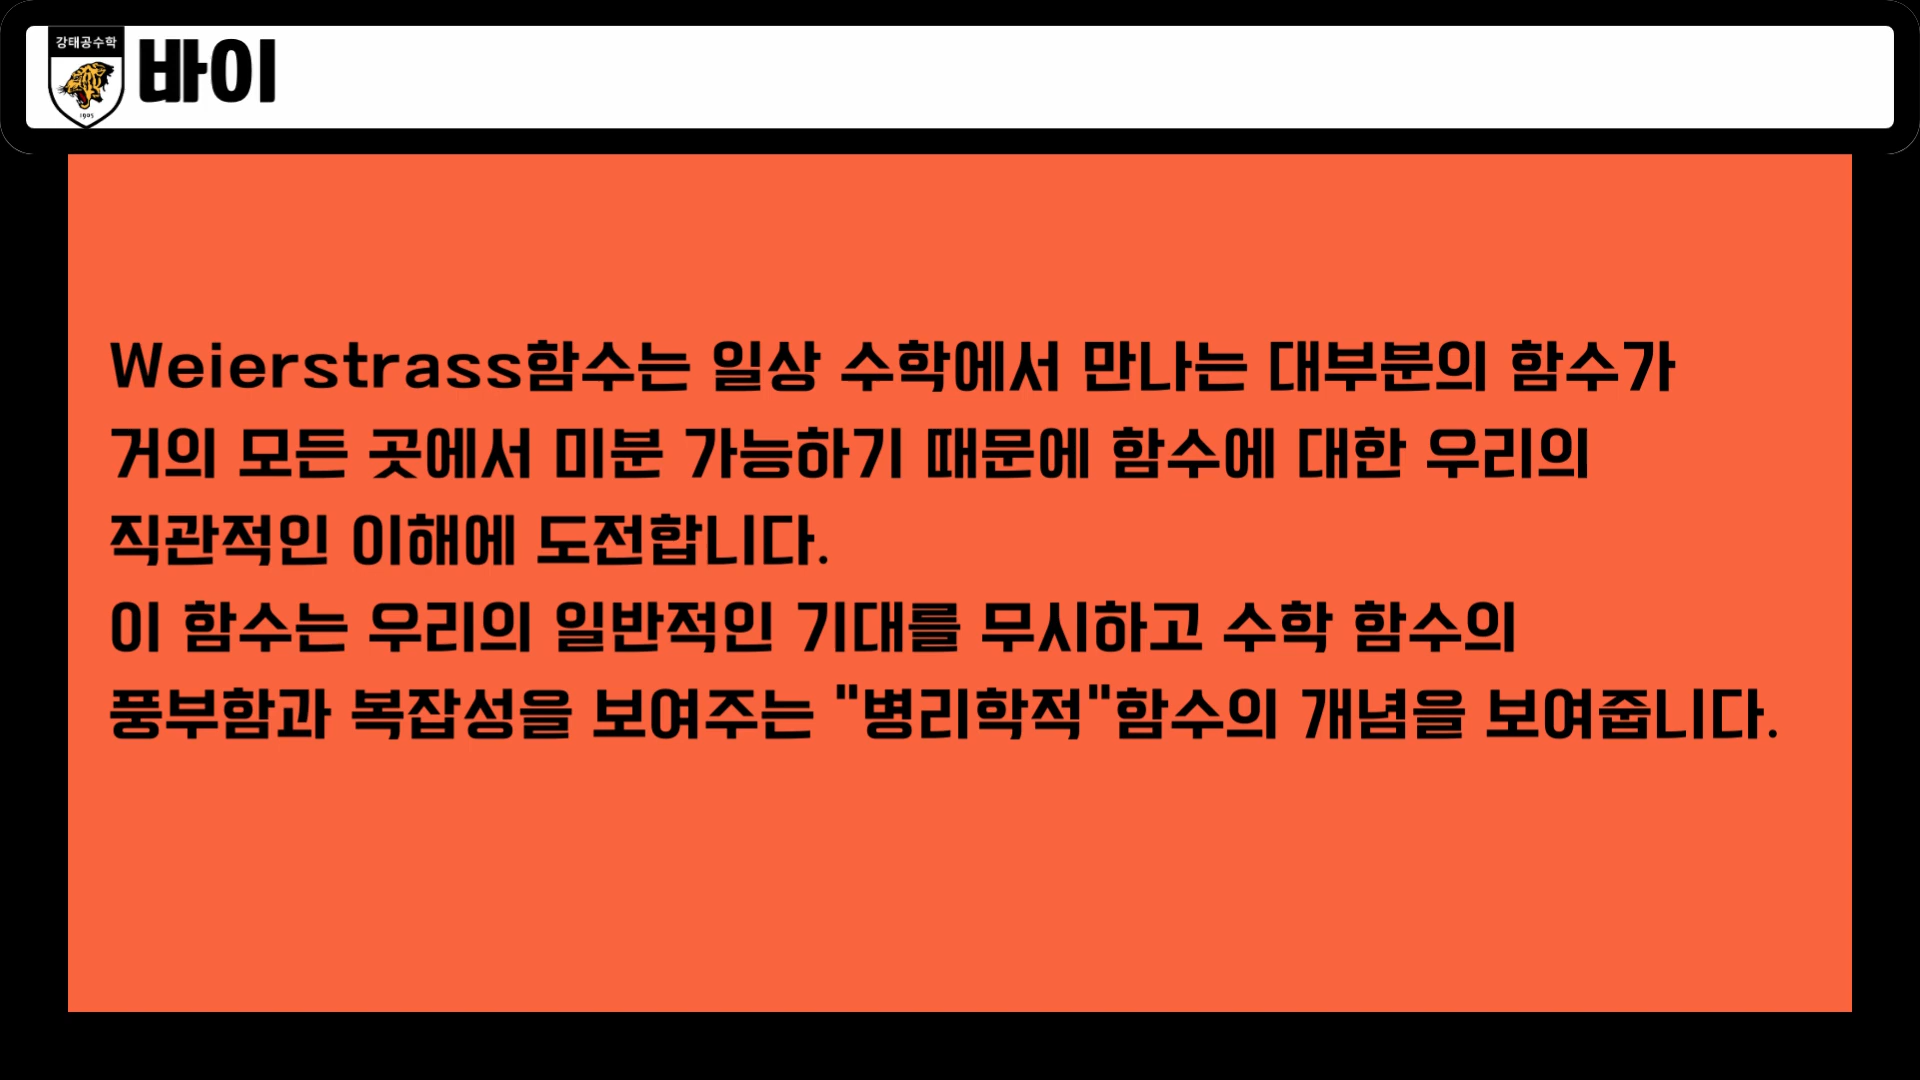 강태공수학
바이
1905
Weierstrass함수는 일상 수학에서 만나는 대부분의 함수가
거의 모든 곳에서 미분 가능하기 때문에 함수에 대한 우리의
직관적인 이해에 도전합니다.
이 함수는 우리의 일반적인 기대를 무시하고 수학 함수의
풍부함과 복잡성을 보여주는 "병리학적"함수의 개념을 보여줍니다.